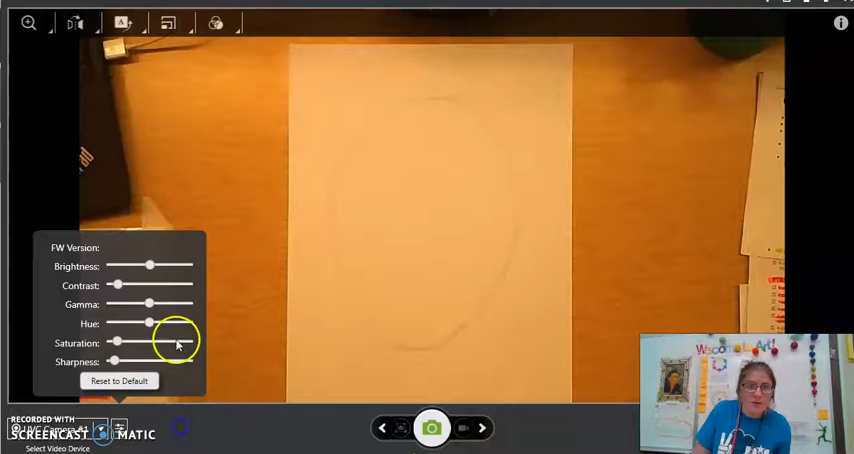 A
FW Version:
Brightness:
Contrast:
Gamma:
Hue:
Saturation:
Sharpness:
Reset to Default
RECORDED WITH
SCREENCAST MATIC
UVC Camera #1
Select Video Device
Welcome to Art!